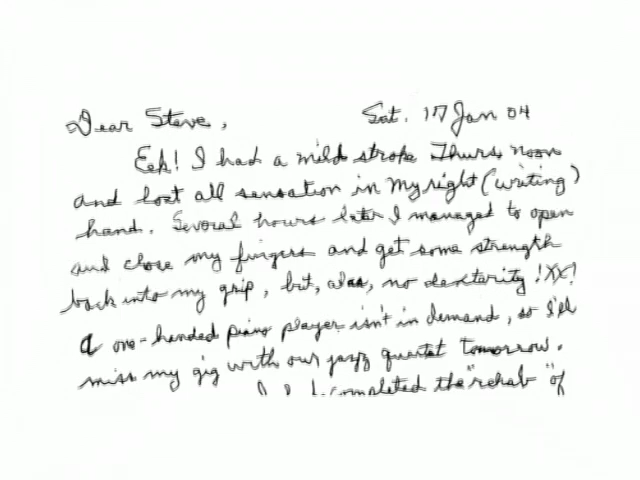 Dear Steve, Sat. 17 Jan 04
Eek! I had a mild stroke Thurs. noon
and lost all sensation in my right (writing)
hand. Several hours later I managed to open
and close my fingers and get some strength
back into my grip, but, alas, no dexterity !XX?
A one-handed piano player isn't in demand, so I'll
miss my gig with our jazz quartet tomorrow.
completed the "rehab" of